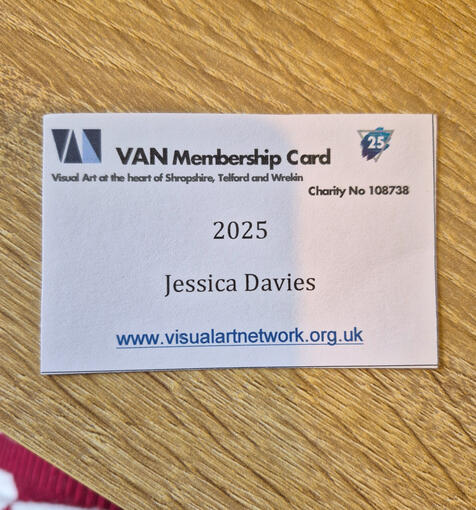 VAN Membership Card
25
Visual Art at the heart of Shropshire, Telford and Wrekin
Charity No 108738
2025
Jessica Davies
www.visualartnetwork.org.uk